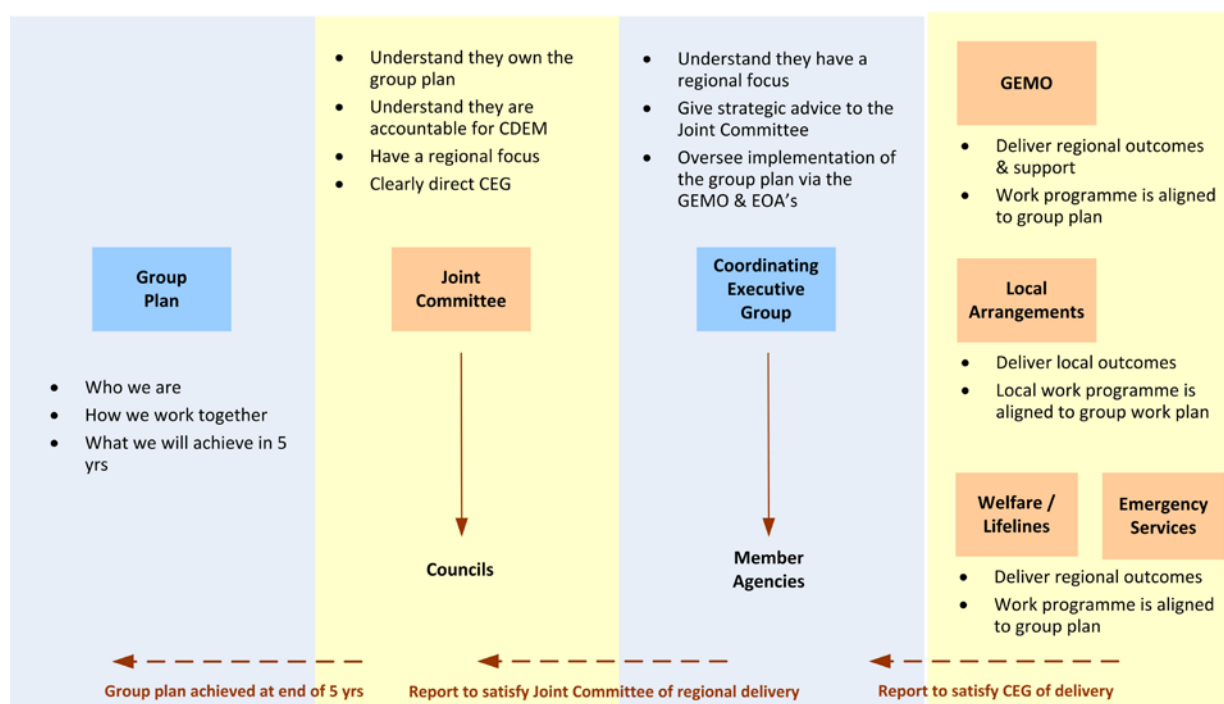 Group
Plan
• Who we are
• How we work together
• What we will achieve in 5
yrs
• Understand they own the
group plan
• Understand they are
accountable for CDEM
• Have a regional focus
• Clearly direct CEG
Joint
Committee
Councils
• Understand they have a
regional focus
• Give strategic advice to the
Joint Committee
• Oversee implementation of
the group plan via the
GEMO & EOA's
Coordinating
Executive
Group
Member
Agencies
GEMO
• Deliver regional outcomes
& support
• Work programme is aligned
to group plan
Local
Arrangements
• Deliver local outcomes
• Local work programme is
aligned to group work plan
Welfare /
Lifelines
Emergency
Services
• Deliver regional outcomes
• Work programme is aligned
to group plan
Group plan achieved at end of 5 yrs
Report to satisfy Joint Committee of regional delivery
Report to satisfy CEG of delivery